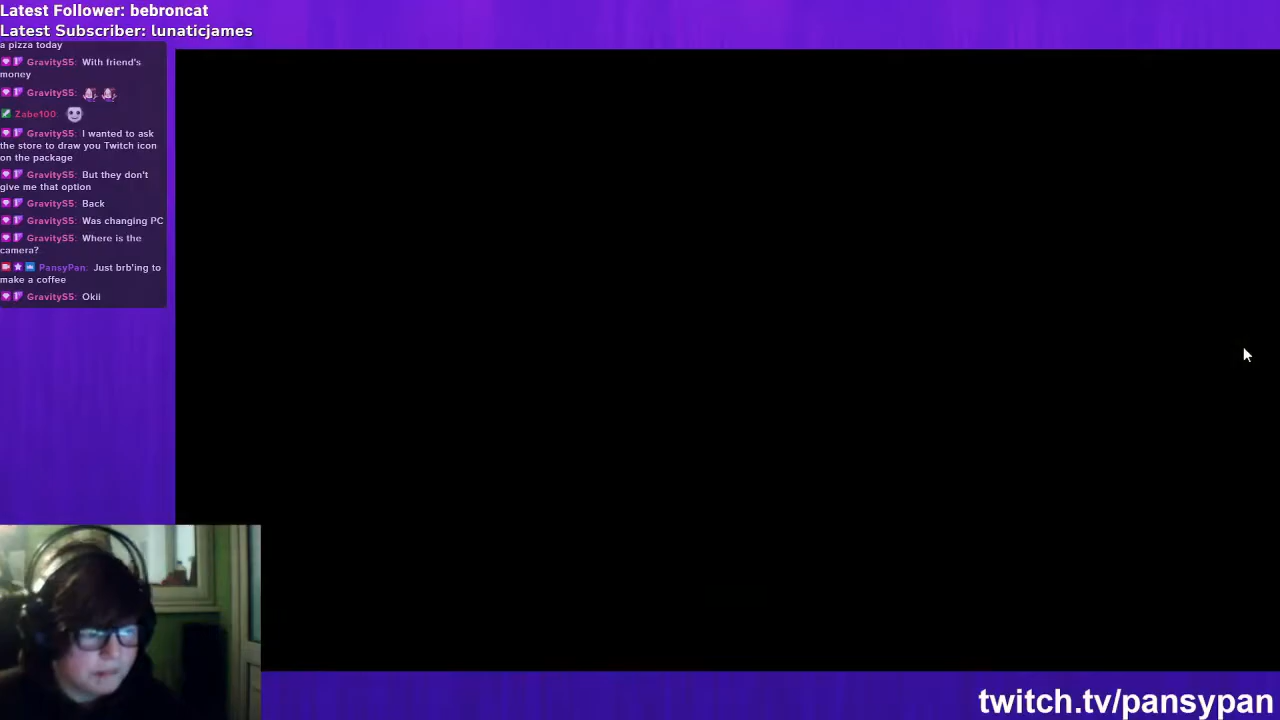 Latest Follower: bebroncat
Latest Subscriber: lunaticjames
a pizza today
GravityS5: With friend's
money
GravityS5:
Zabe100:
GravityS5: I wanted to ask
the store to draw you Twitch icon
on the package
GravityS5: But they don't
give me that option
GravityS5: Back
GravityS5: Was changing PC
GravityS5: Where is the
camera?
PansyPan: Just brb'ing to
make a coffee
GravityS5: Okii
twitch.tv/pansypan